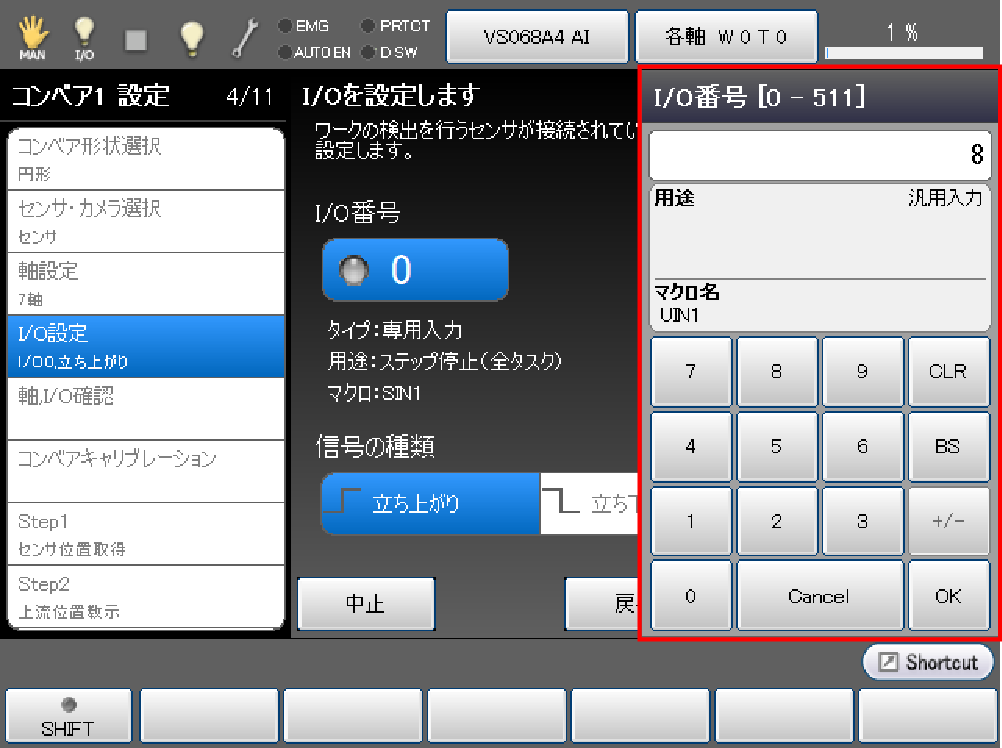 MAN
I/O
EMG
PRTCT
AUTO EN
D SW
VS068A4 AI
各軸 W 0 T 0
1 %
コンベア1 設定
4/11
コンベア形状選択
円形
センサ・カメラ選択
センサ
軸設定
7軸
I/O設定
I/O0,立ち上がり
軸,I/O確認
コンベアキャリブレーション
Step1
センサ位置取得
Step2
上流位置教示
I/Oを設定します
ワークの検出を行うセンサが接続されてい
設定します。
I/O番号
0
タイプ:専用入力
用途:ステップ停止(全タスク)
マクロ:SIN1
信号の種類
立ち上がり
立ち
中止
戻
I/O番号 [0 - 511]
8
用途
汎用入力
マクロ名
UIN1
7
8
9
CLR
4
5
6
BS
1
2
3
+/-
0
Cancel
OK
Shortcut
SHIFT